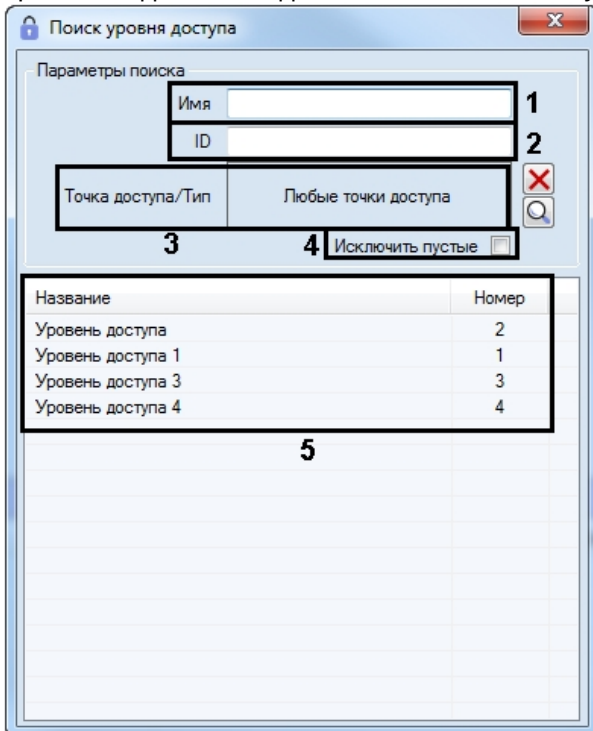 Поиск уровня доступа
Параметры поиска
Имя 1
ID 2
Точка доступа/Тип Любые точки доступа
3 4 Исключить пустые
Название Номер
Уровень доступа 2
Уровень доступа 1 1
Уровень доступа 3 3
Уровень доступа 4 4
5